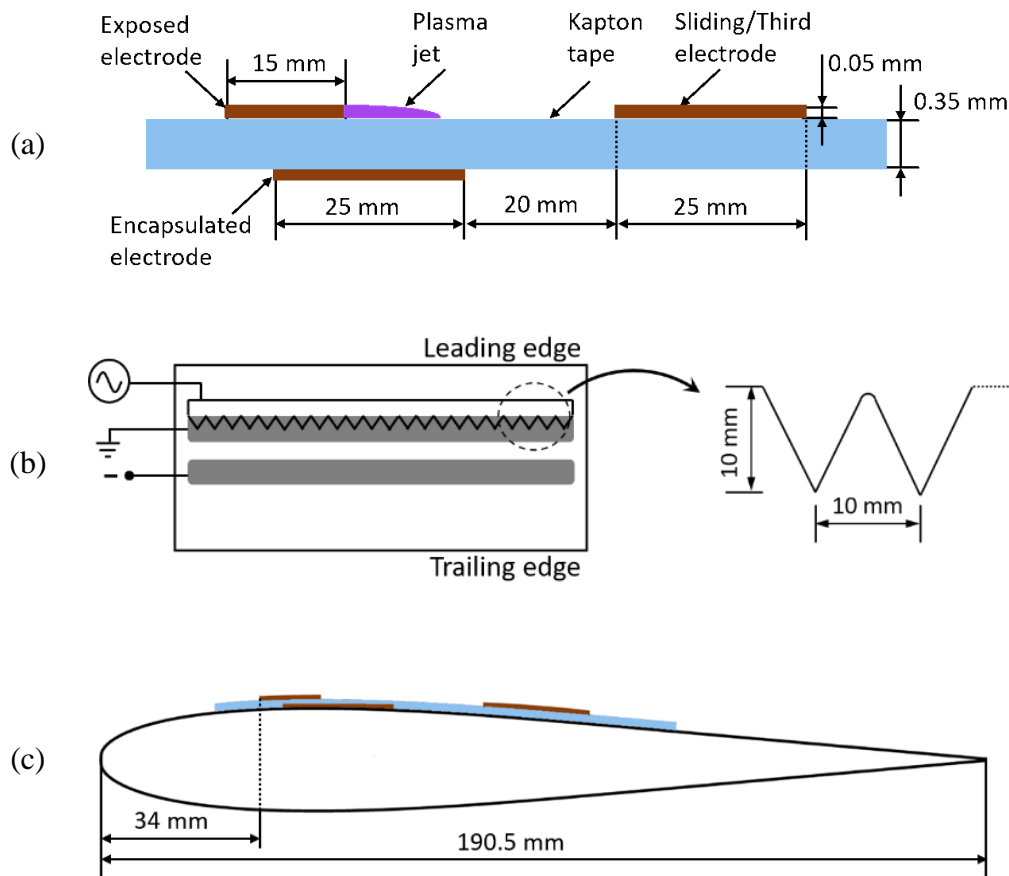 Exposed
electrode
Plasma
jet
Kapton
tape
Sliding/Third
electrode
15 mm
0.05 mm
0.35 mm
(a)
25 mm
20 mm
25 mm
Encapsulated
electrode
Leading edge
(b)
10 mm
10 mm
Trailing edge
(c)
34 mm
190.5 mm